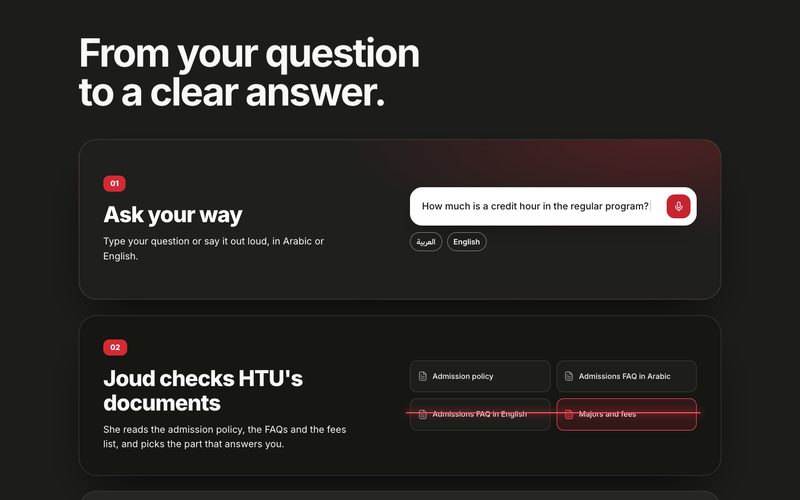 From your question
to a clear answer.
01
Ask your way
Type your question or say it out loud, in Arabic or
English.
How much is a credit hour in the regular program?
العربية
English
02
Joud checks HTU's
documents
She reads the admission policy, the FAQs and the fees
list, and picks the part that answers you.
Admission policy
Admissions FAQ in Arabic
Admissions FAQ in English
Majors and fees